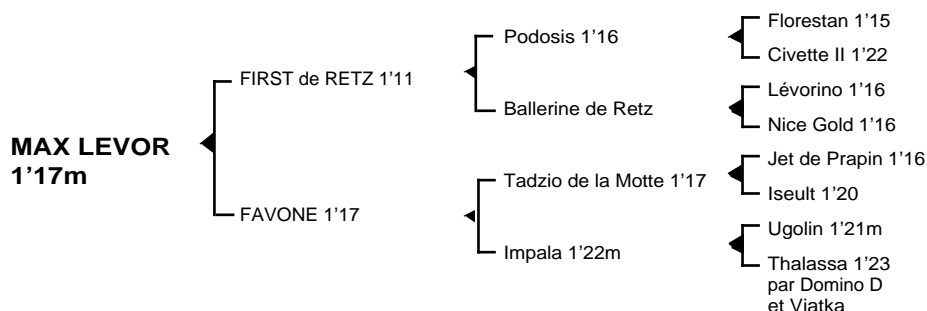 MAX LEVOR
1’17m
FIRST de RETZ 1’11
FAVONE 1’17
Podosis 1’16
Ballerine de Retz
Tadzio de la Motte 1’17
Impala 1’22m
Florestan 1’15
Civette II 1’22
Lévorino 1’16
Nice Gold 1’16
Jet de Prapin 1’16
Iseult 1’20
Ugolin 1’21m
Thalassa 1’23
par Domino D
et Viatka